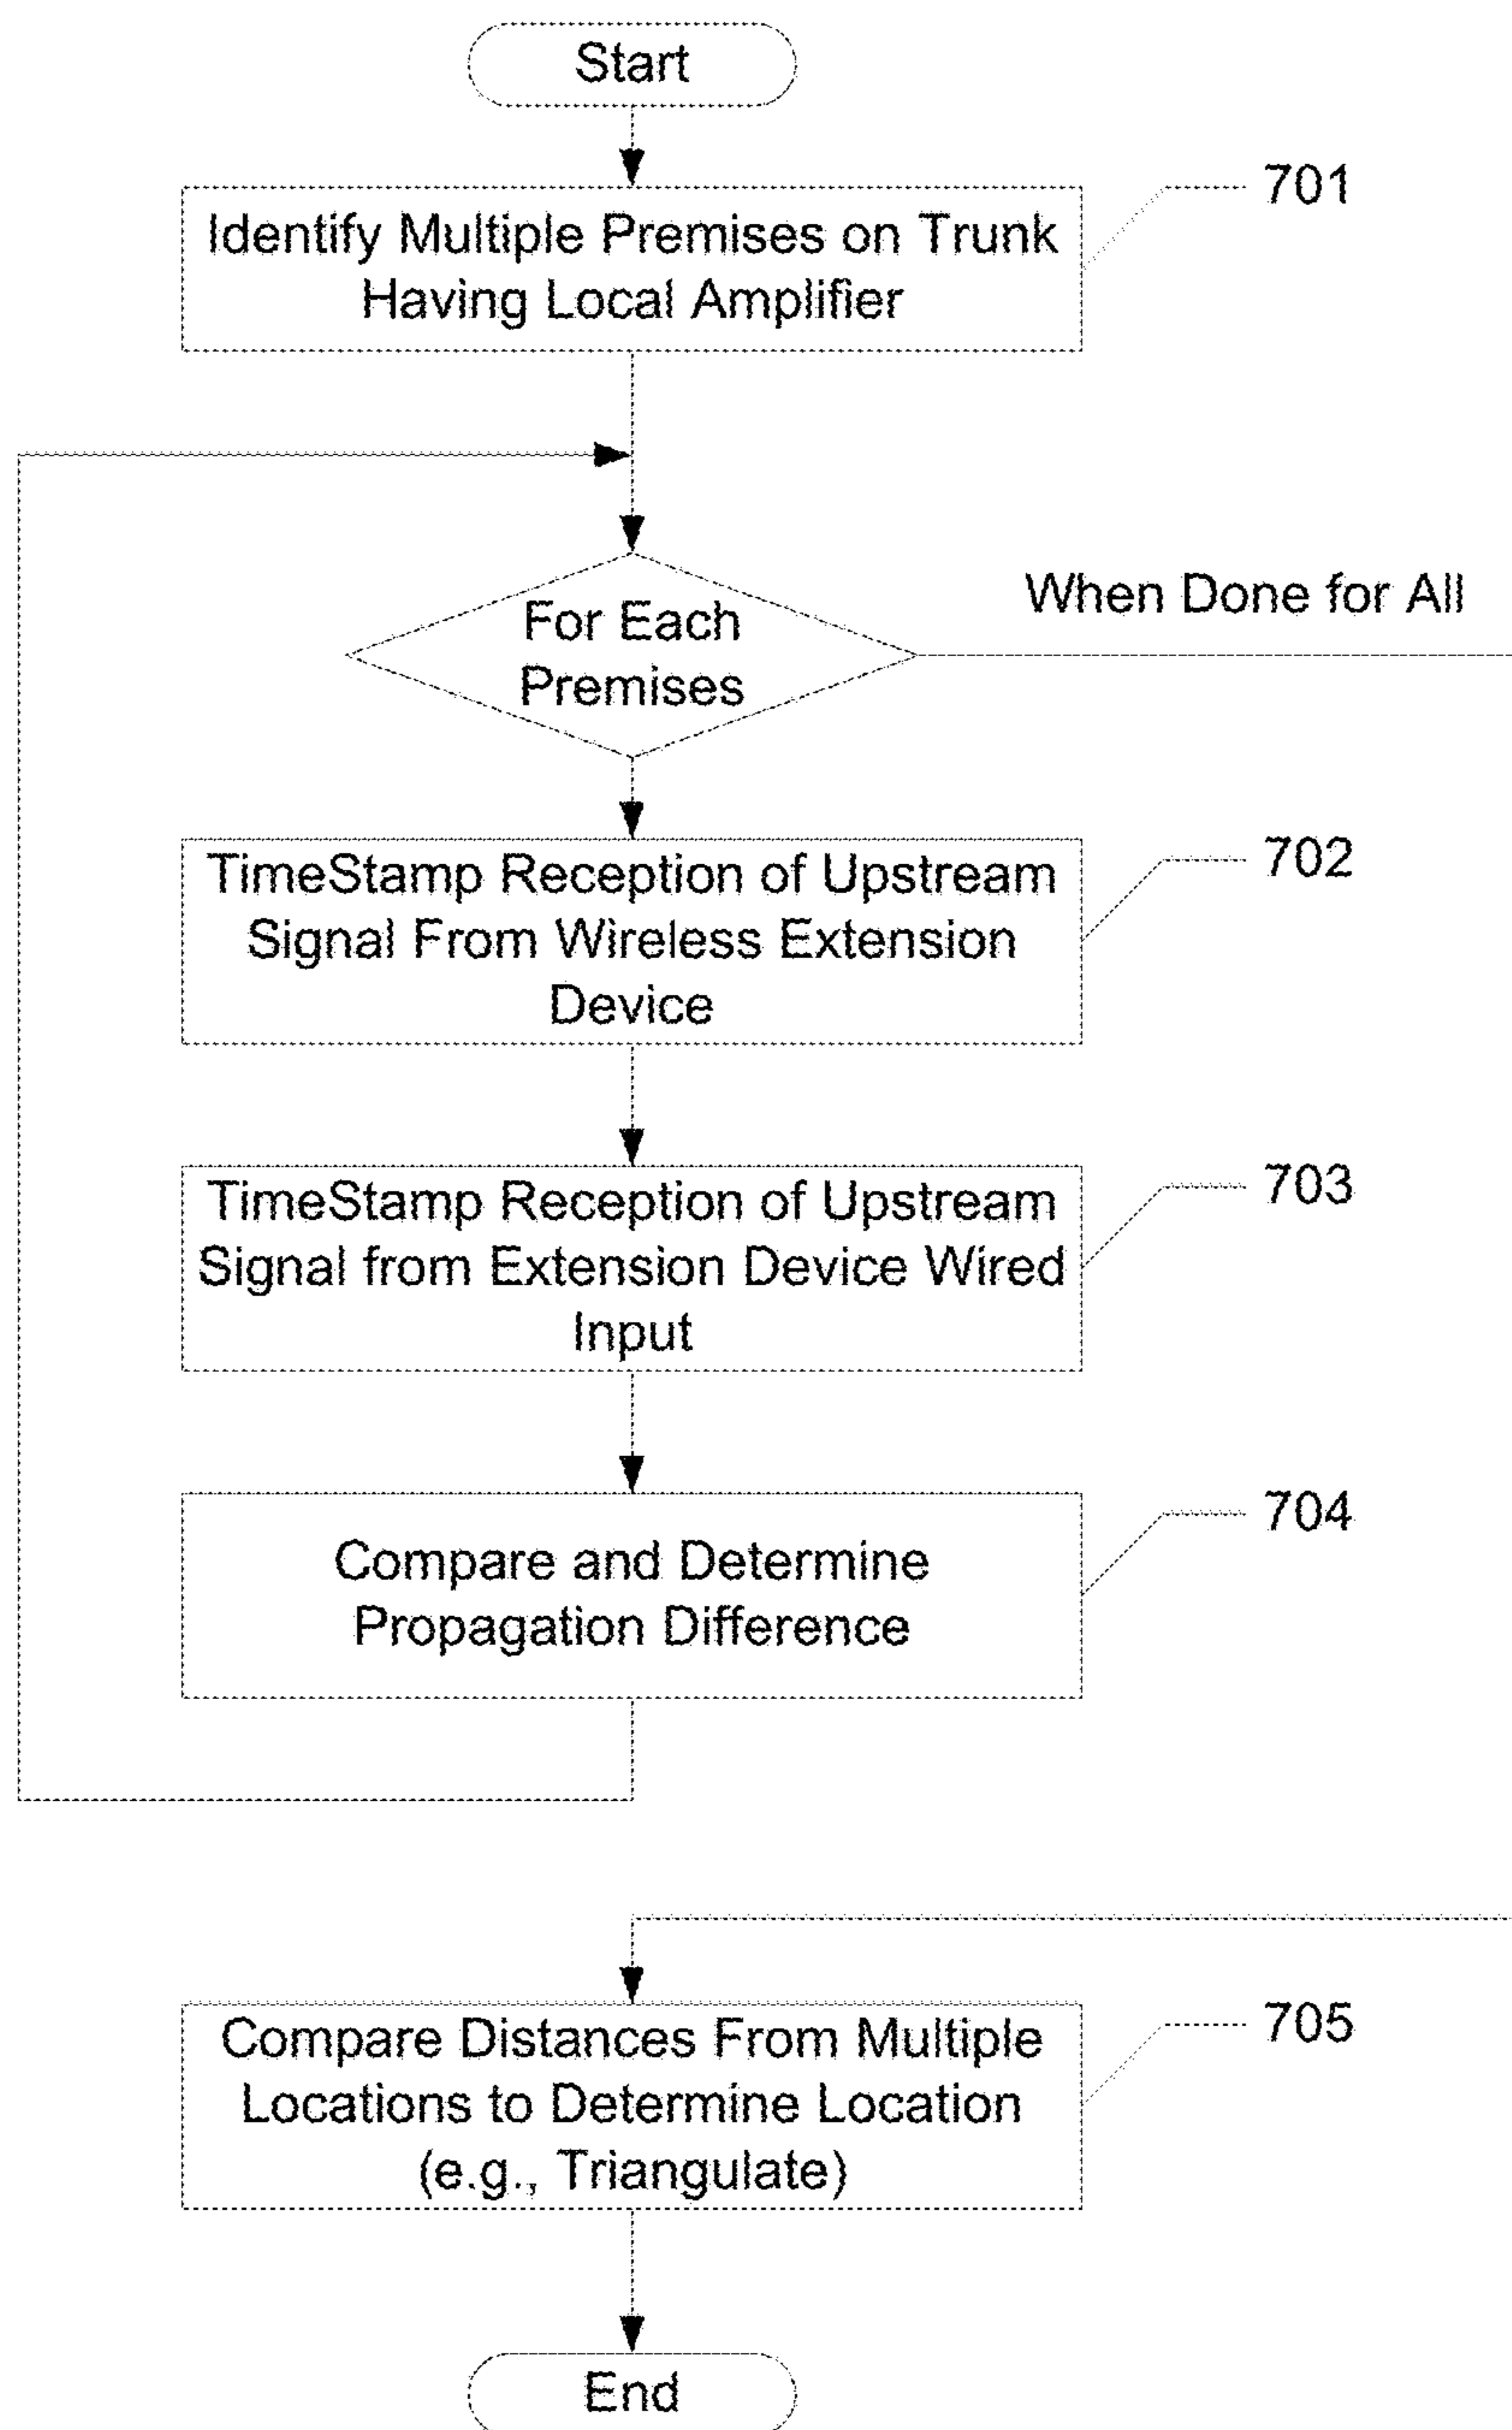 Start
701
Identify Multiple Premises on Trunk
Having Local Amplifier
When Done for All
For Each
Premises
702
TimeStamp Reception of Upstream
Signal From Wireless Extension
Device
703
TimeStamp Reception of Upstream
Signal from Extension Device Wired
Input
704
Compare and Determine
Propagation Difference
705
Compare Distances From Multiple
Locations to Determine Location
(e.g., Triangulate)
End